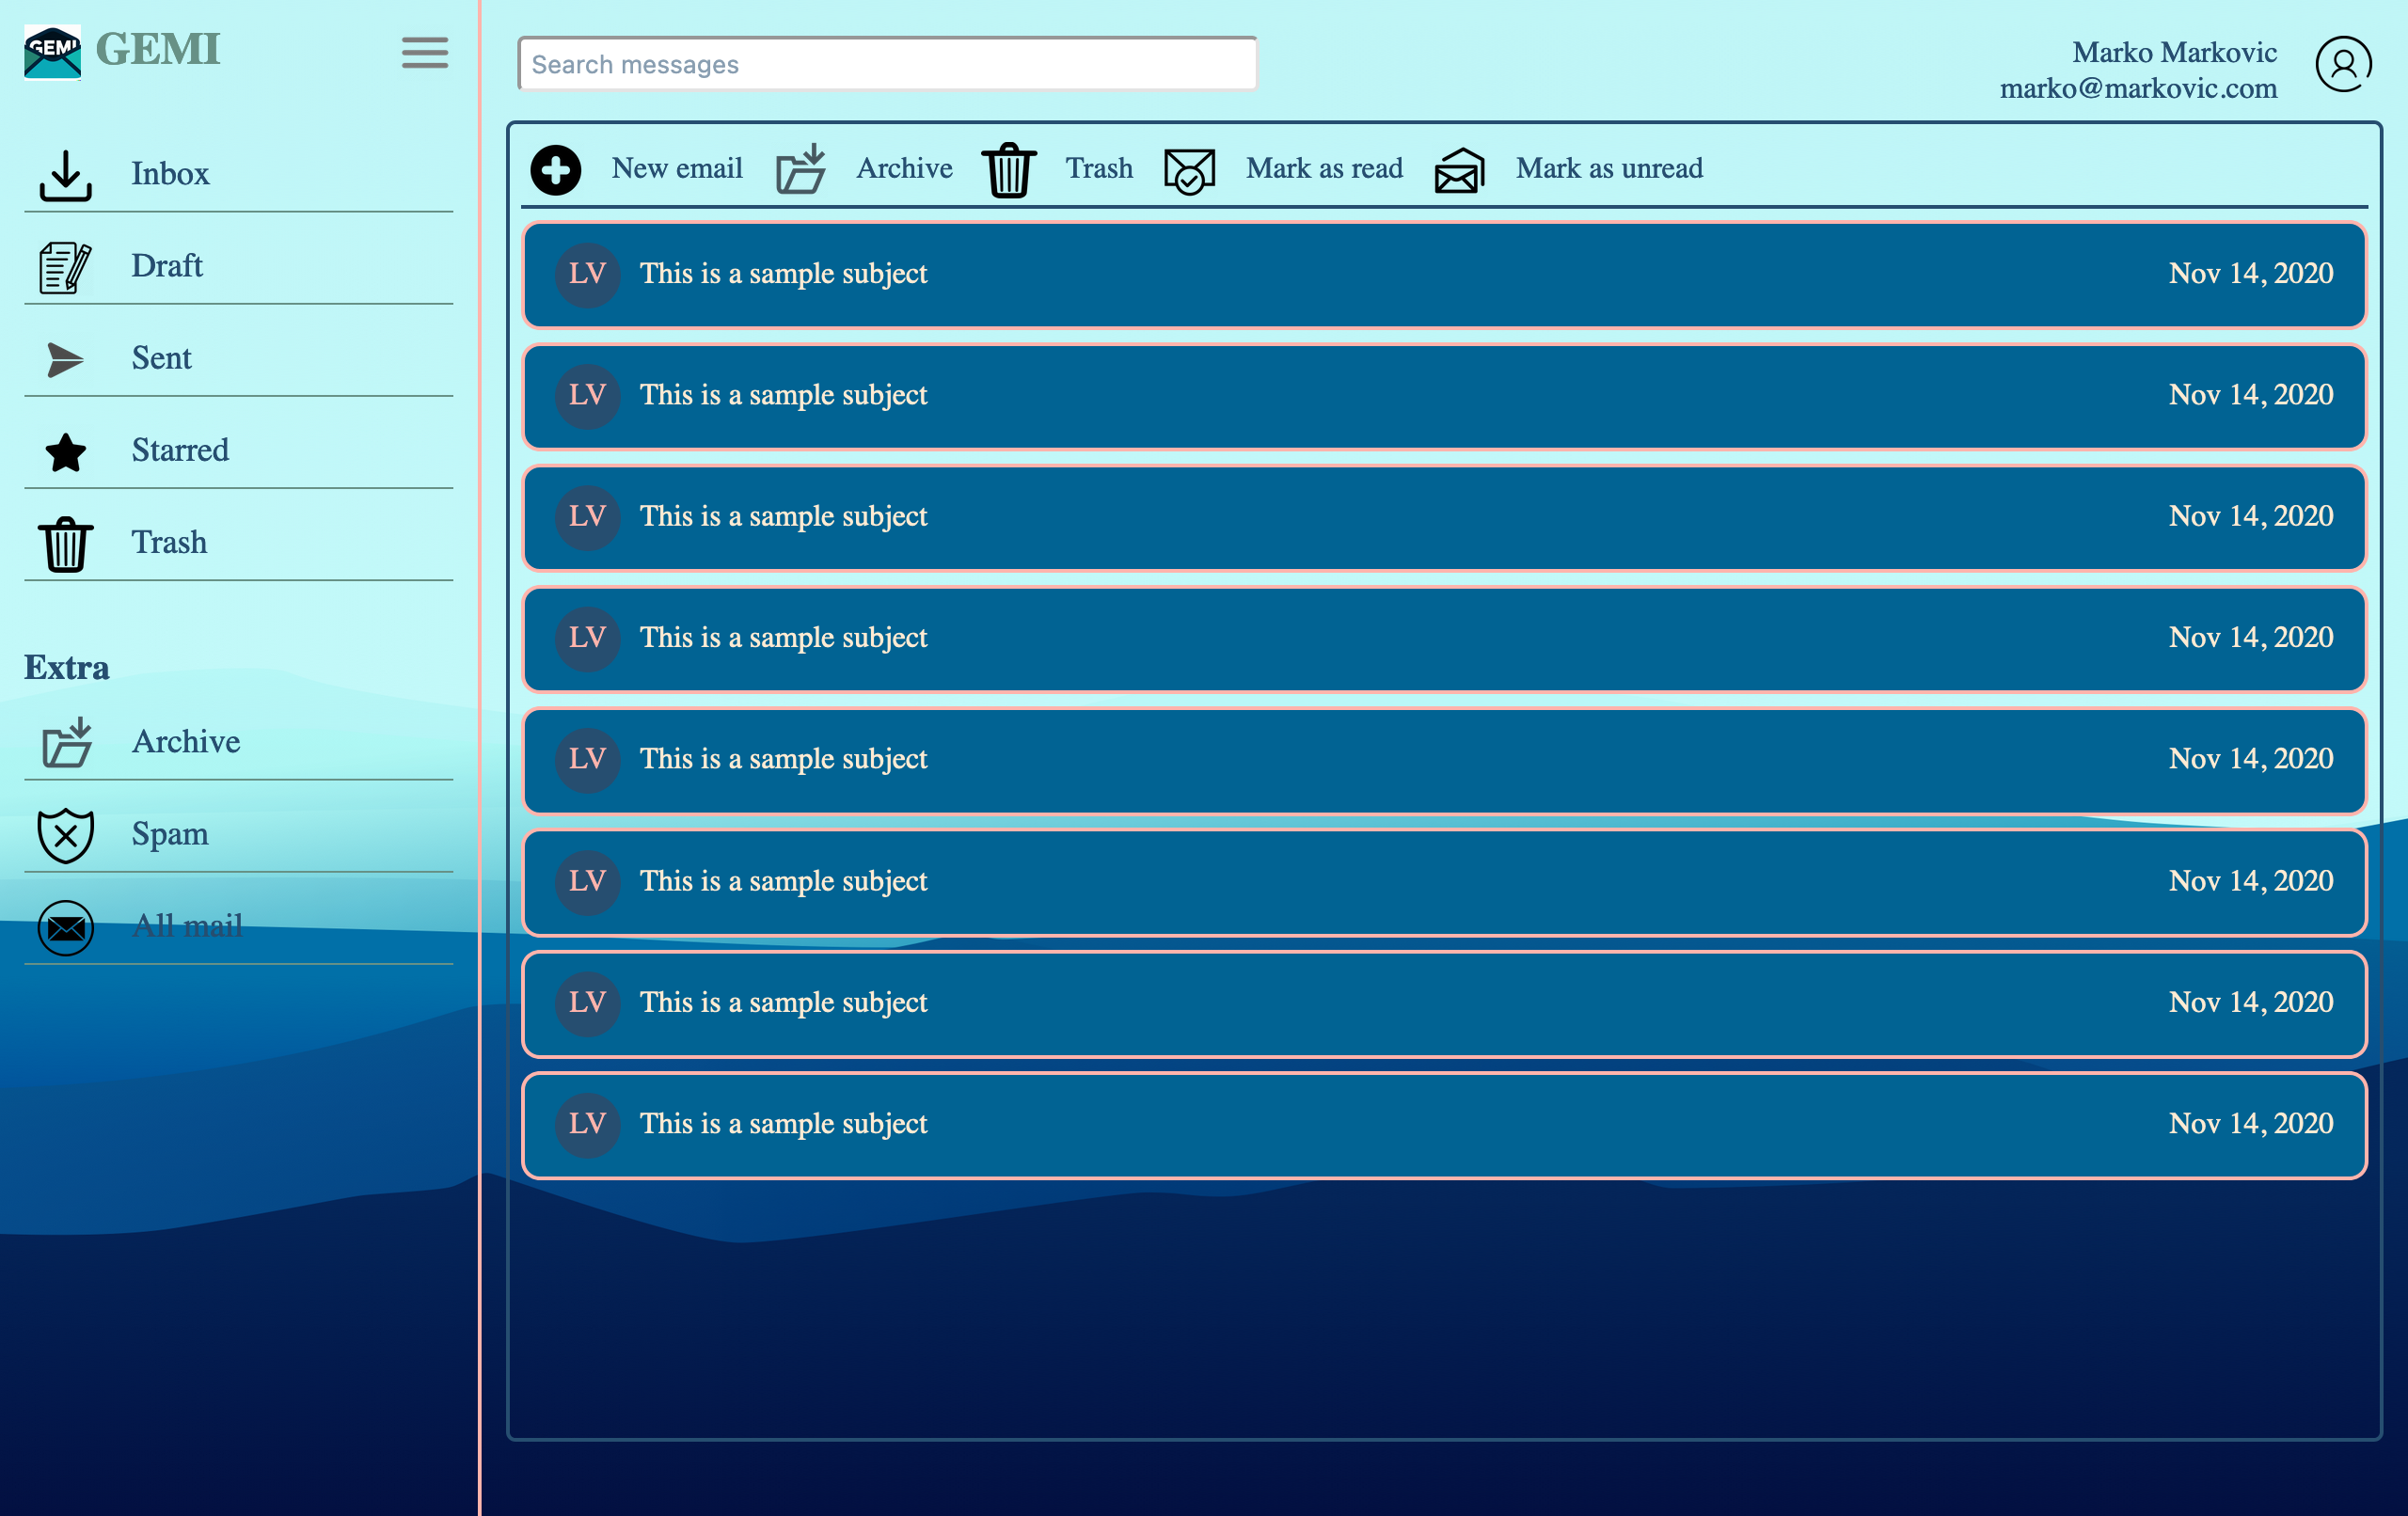 GEMI GEMI
Inbox
Draft
Sent
Starred
Trash
Extra
Archive
Spam
All mail
Search messages
Marko Markovic
marko@markovic.com
New email Archive Trash Mark as read Mark as unread
LV This is a sample subject Nov 14, 2020
LV This is a sample subject Nov 14, 2020
LV This is a sample subject Nov 14, 2020
LV This is a sample subject Nov 14, 2020
LV This is a sample subject Nov 14, 2020
LV This is a sample subject Nov 14, 2020
LV This is a sample subject Nov 14, 2020
LV This is a sample subject Nov 14, 2020